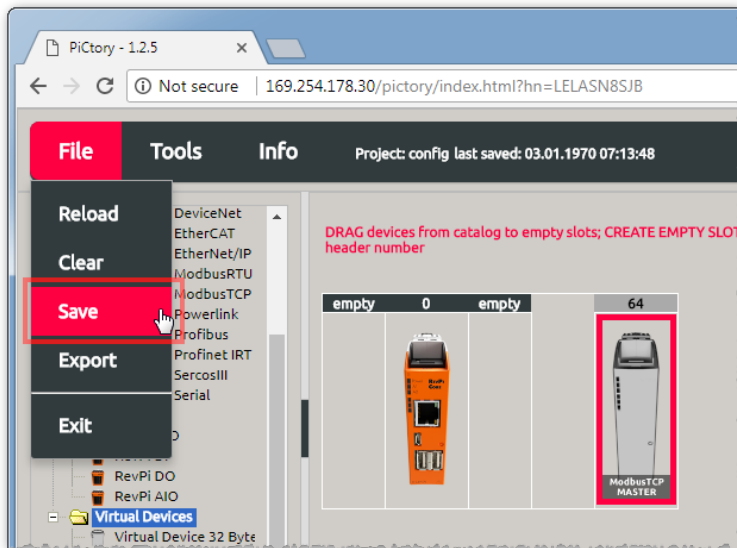 PiCtory - 1.2.5
Not secure
169.254.178.30/pictory/index.html?hn=LELASN8SJB
File
Tools
Info
Project: config last saved: 03.01.1970 07:13:48
Reload
Clear
Save
Export
Exit
DeviceNet
EtherCAT
EtherNet/IP
ModbusRTU
ModbusTCP
Powerlink
Profibus
Profinet IRT
SercosIII
Serial
RevPi DO
RevPi AIO
Virtual Devices
Virtual Device 32 Byte
DRAG devices from catalog to empty slots; CREATE EMPTY SLOT
header number
empty
0
empty
64
RevPi
Core
ModbusTCP
MASTER